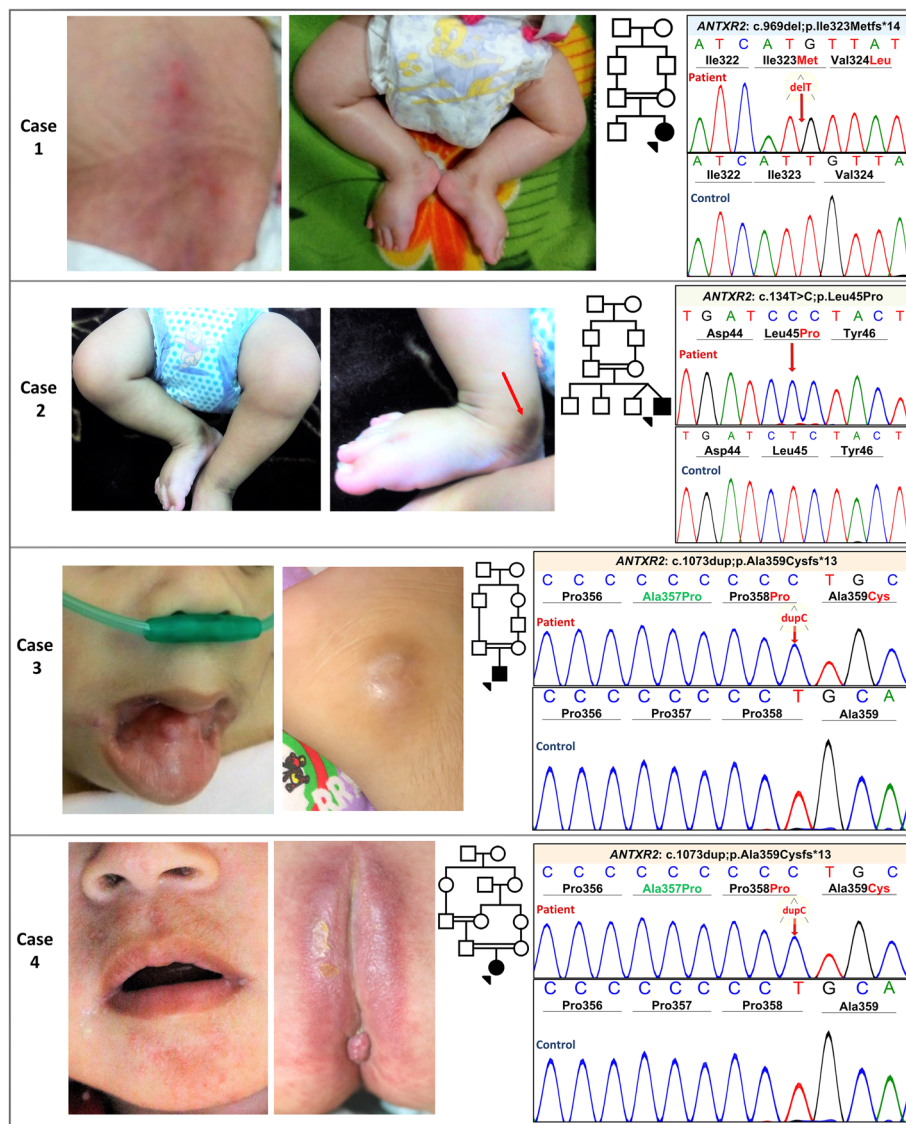 Case
1
ANTXR2: c.969del;p.Ile323Metfs*14
A T C A T G T T A T
Ile322 Ile323Met Val324Leu
Patient
delT
A T C A T T G T T A
Ile322 Ile323 Val324
Control
Case
2
ANTXR2: c.134T>C;p.Leu45Pro
T G A T C C C T A C T
Asp44 Leu45Pro Tyr46
Patient
T G A T C T C T A C T
Asp44 Leu45 Tyr46
Control
Case
3
ANTXR2: c.1073dup;p.Ala359Cysfs*13
C C C C C C C C C T G C
Pro356 Ala357Pro Pro358Pro Ala359Cys
Patient
dupC
C C C C C C C C T G C A
Pro356 Pro357 Pro358 Ala359
Control
Case
4
ANTXR2: c.1073dup;p.Ala359Cysfs*13
C C C C C C C C C T G C
Pro356 Ala357Pro Pro358Pro Ala359Cys
Patient
dupC
C C C C C C C C T G C A
Pro356 Pro357 Pro358 Ala359
Control